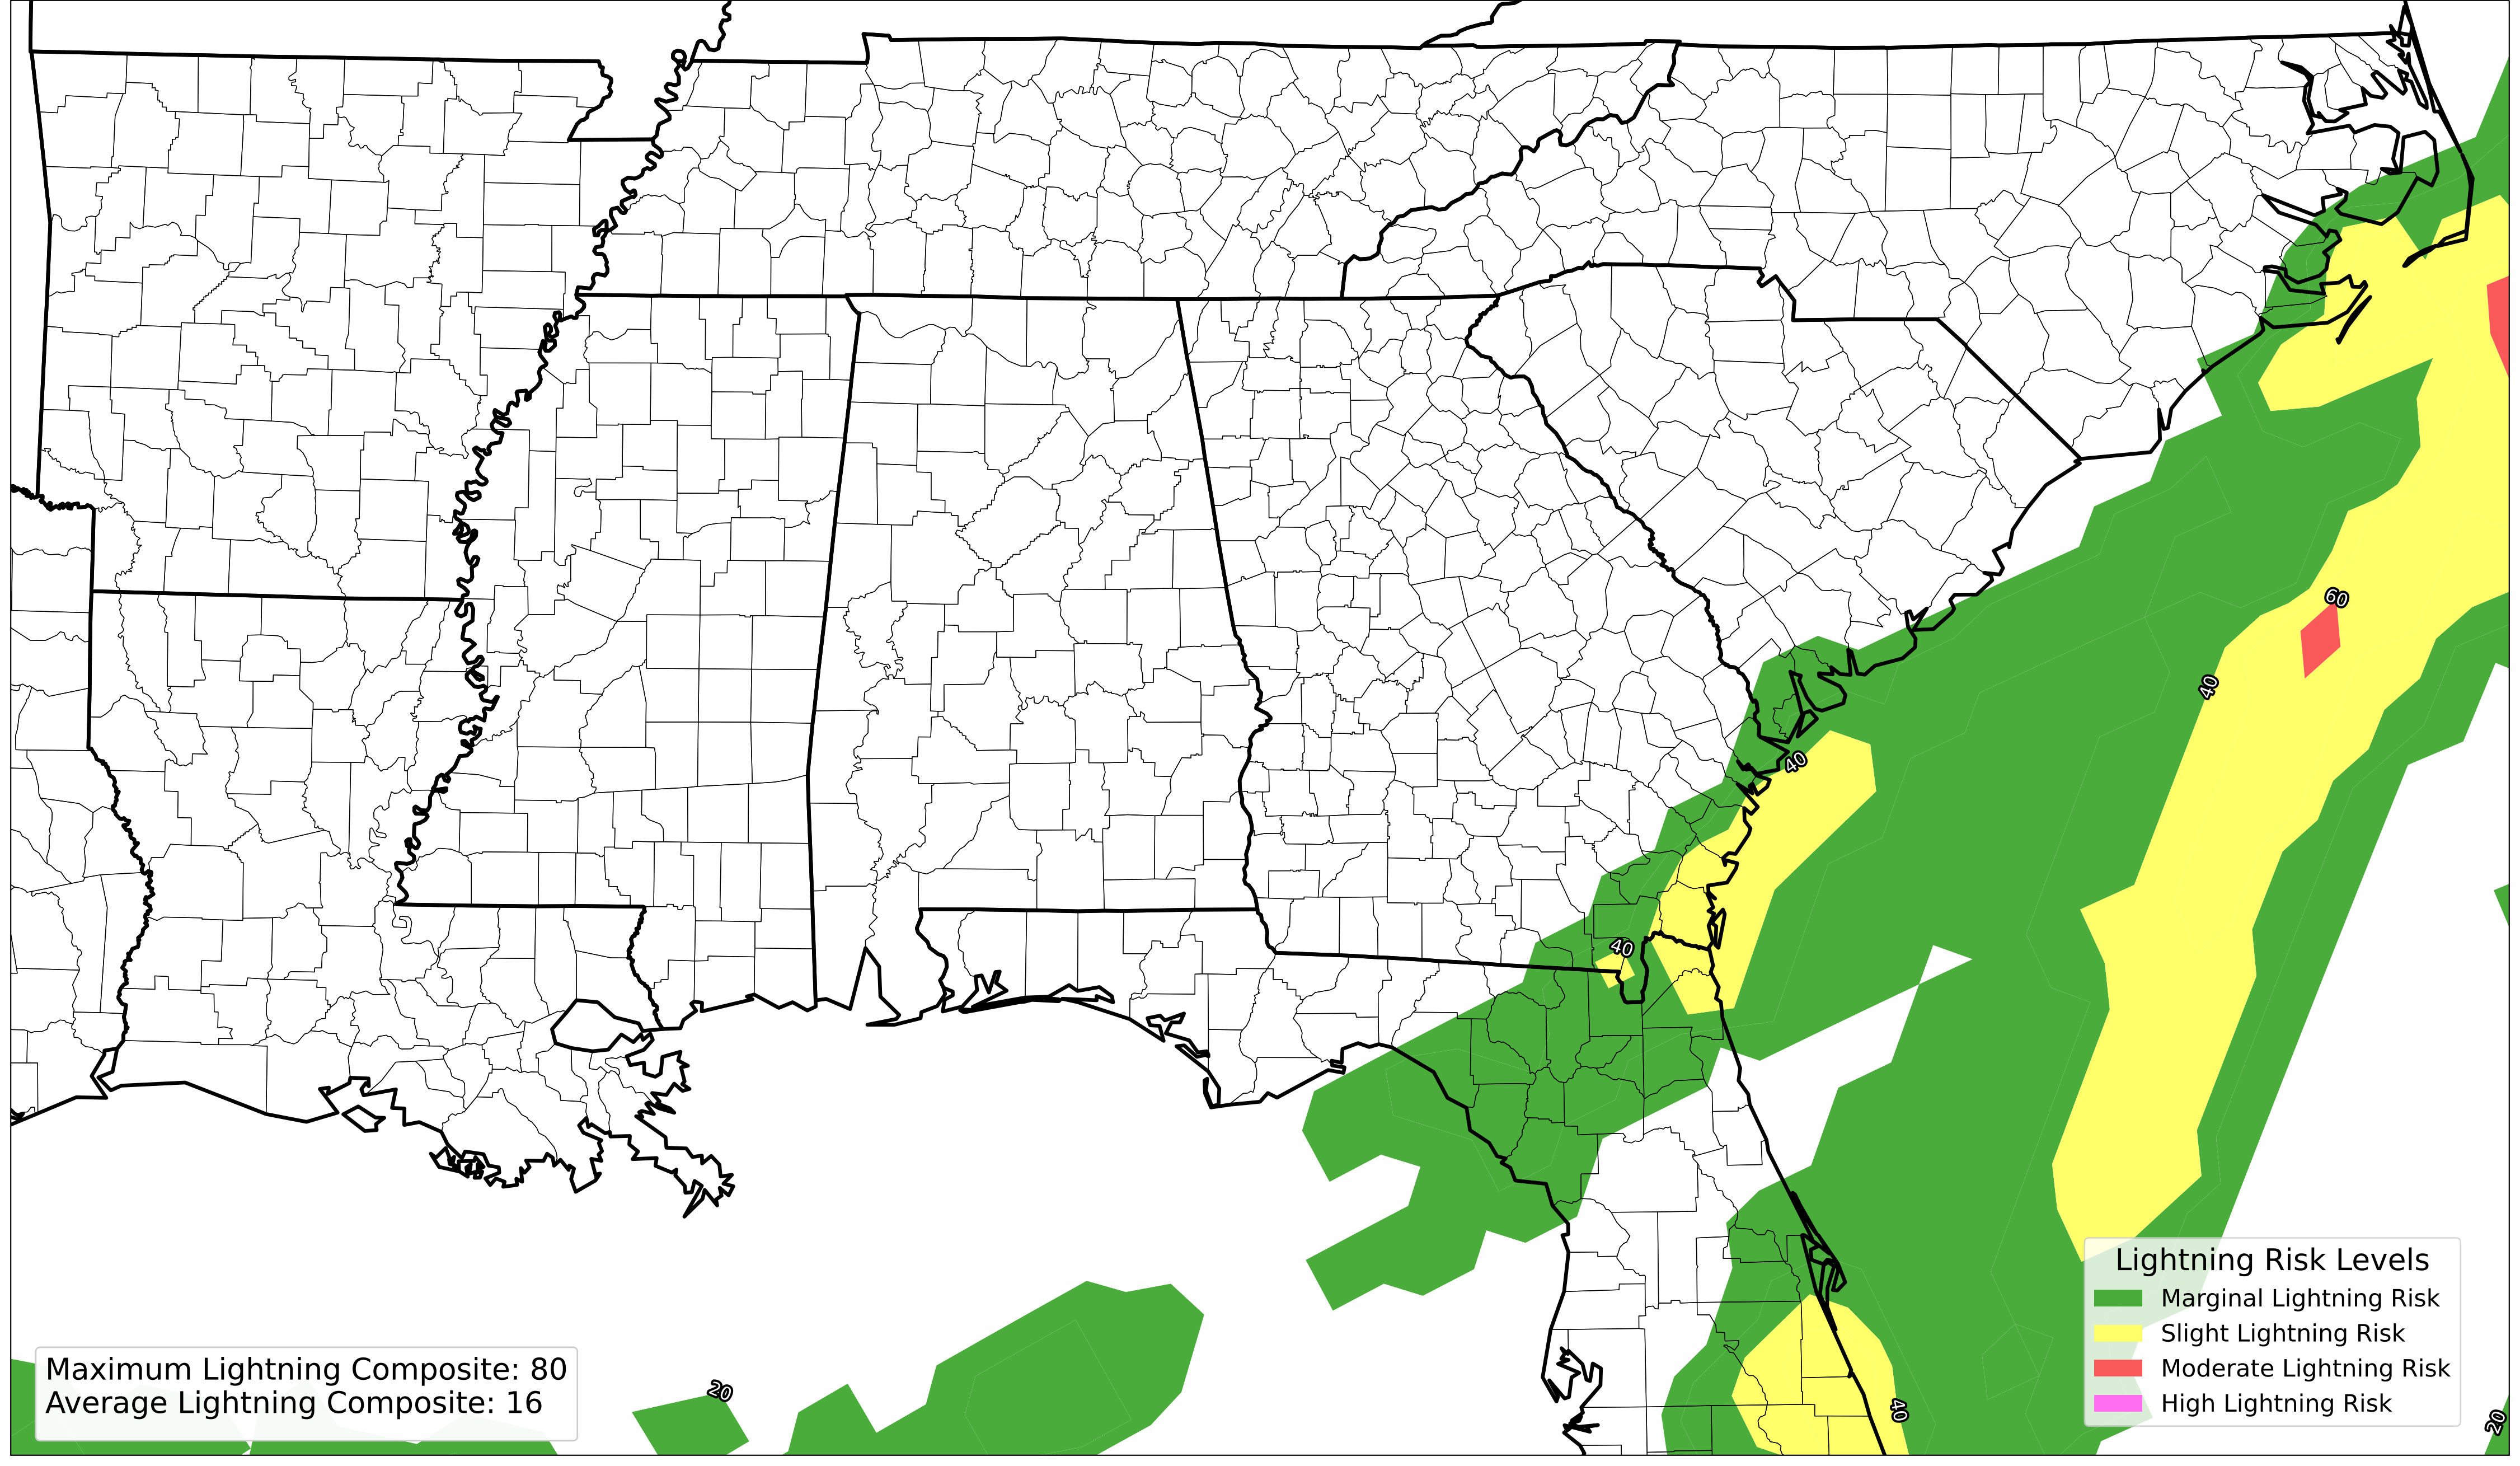 60
40
40
40
20
40
20
Maximum Lightning Composite: 80
Average Lightning Composite: 16
Lightning Risk Levels
Marginal Lightning Risk
Slight Lightning Risk
Moderate Lightning Risk
High Lightning Risk